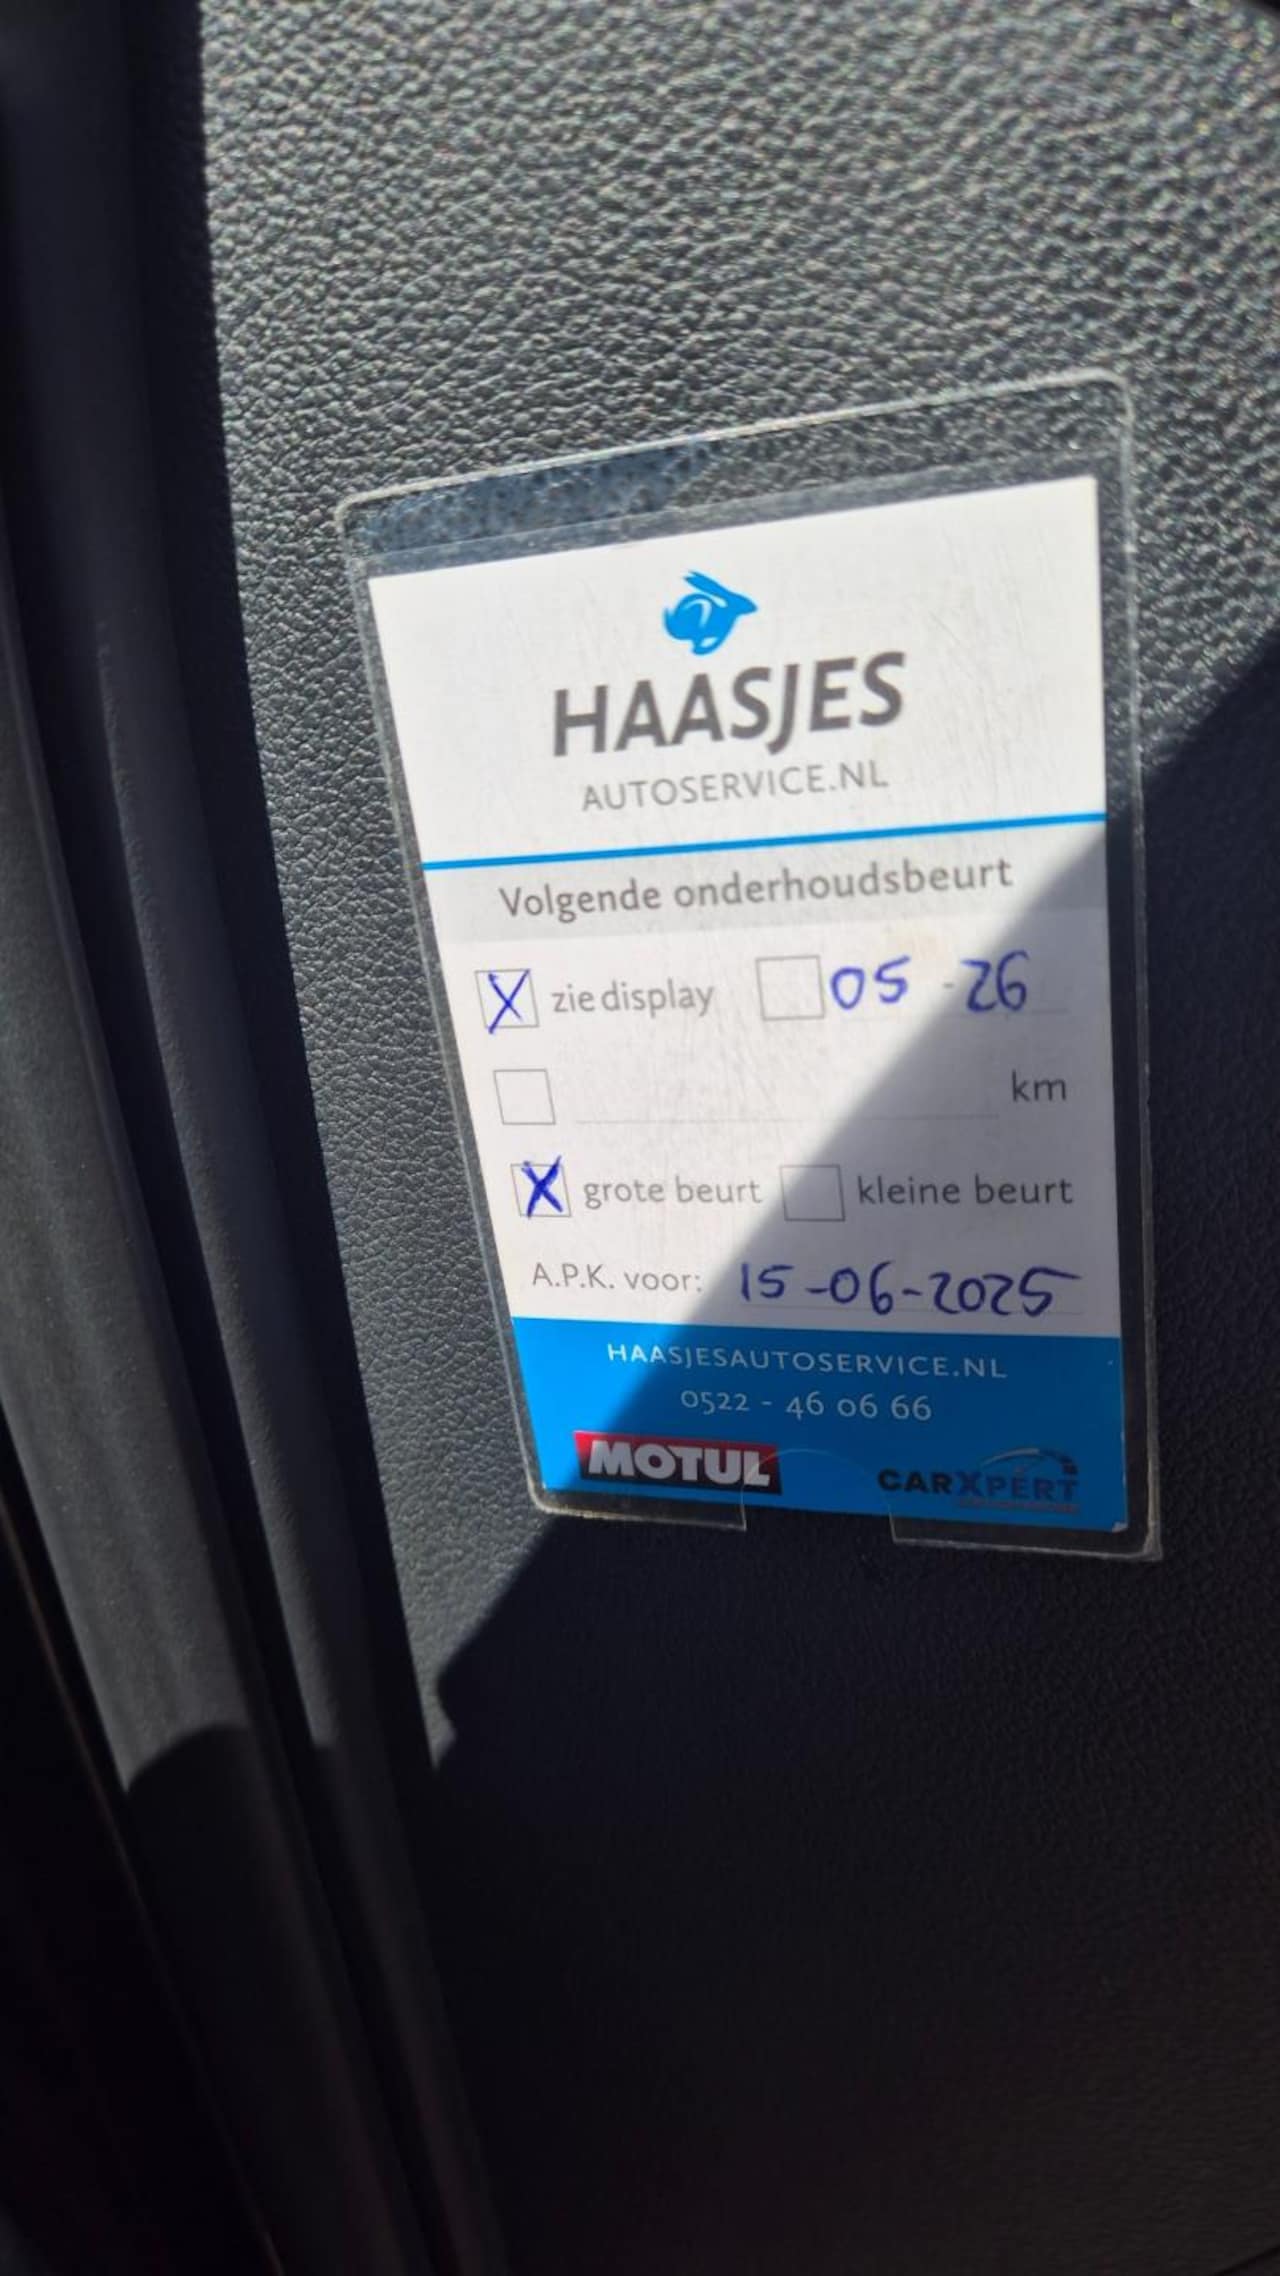 HAASJES
AUTOSERVICE.NL
Volgende onderhoudsbeurt
X zie display 05 - 26
km
X grote beurt kleine beurt
A.P.K. voor: 15-06-2025
HAASJESAUTOSERVICE.NL
0522 - 46 06 66
MOTUL CARXPERT